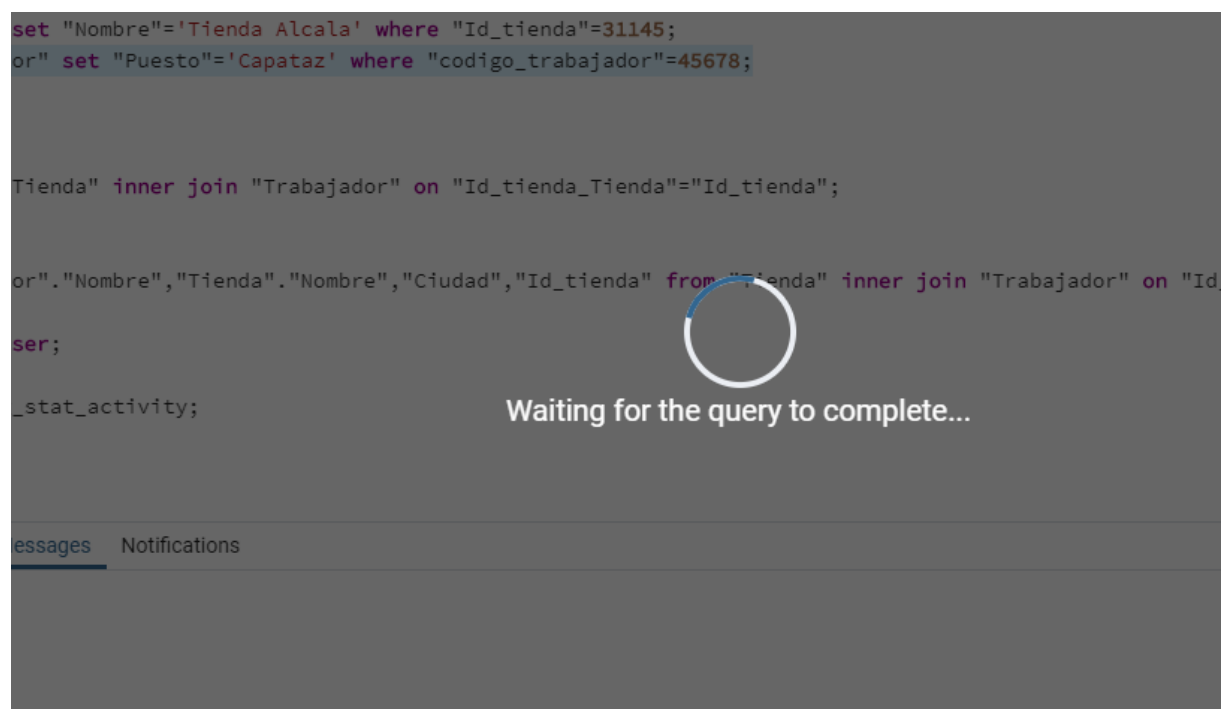 set "Nombre"='Tienda Alcala' where "Id_tienda"=31145;
or" set "Puesto"='Capataz' where "codigo_trabajador"=45678;
Tienda" inner join "Trabajador" on "Id_tienda_Tienda"="Id_tienda";
or"."Nombre","Tienda"."Nombre","Ciudad","Id_tienda" from "Tienda" inner join "Trabajador" on "Id_
ser;
_stat_activity;
Waiting for the query to complete...
essages Notifications